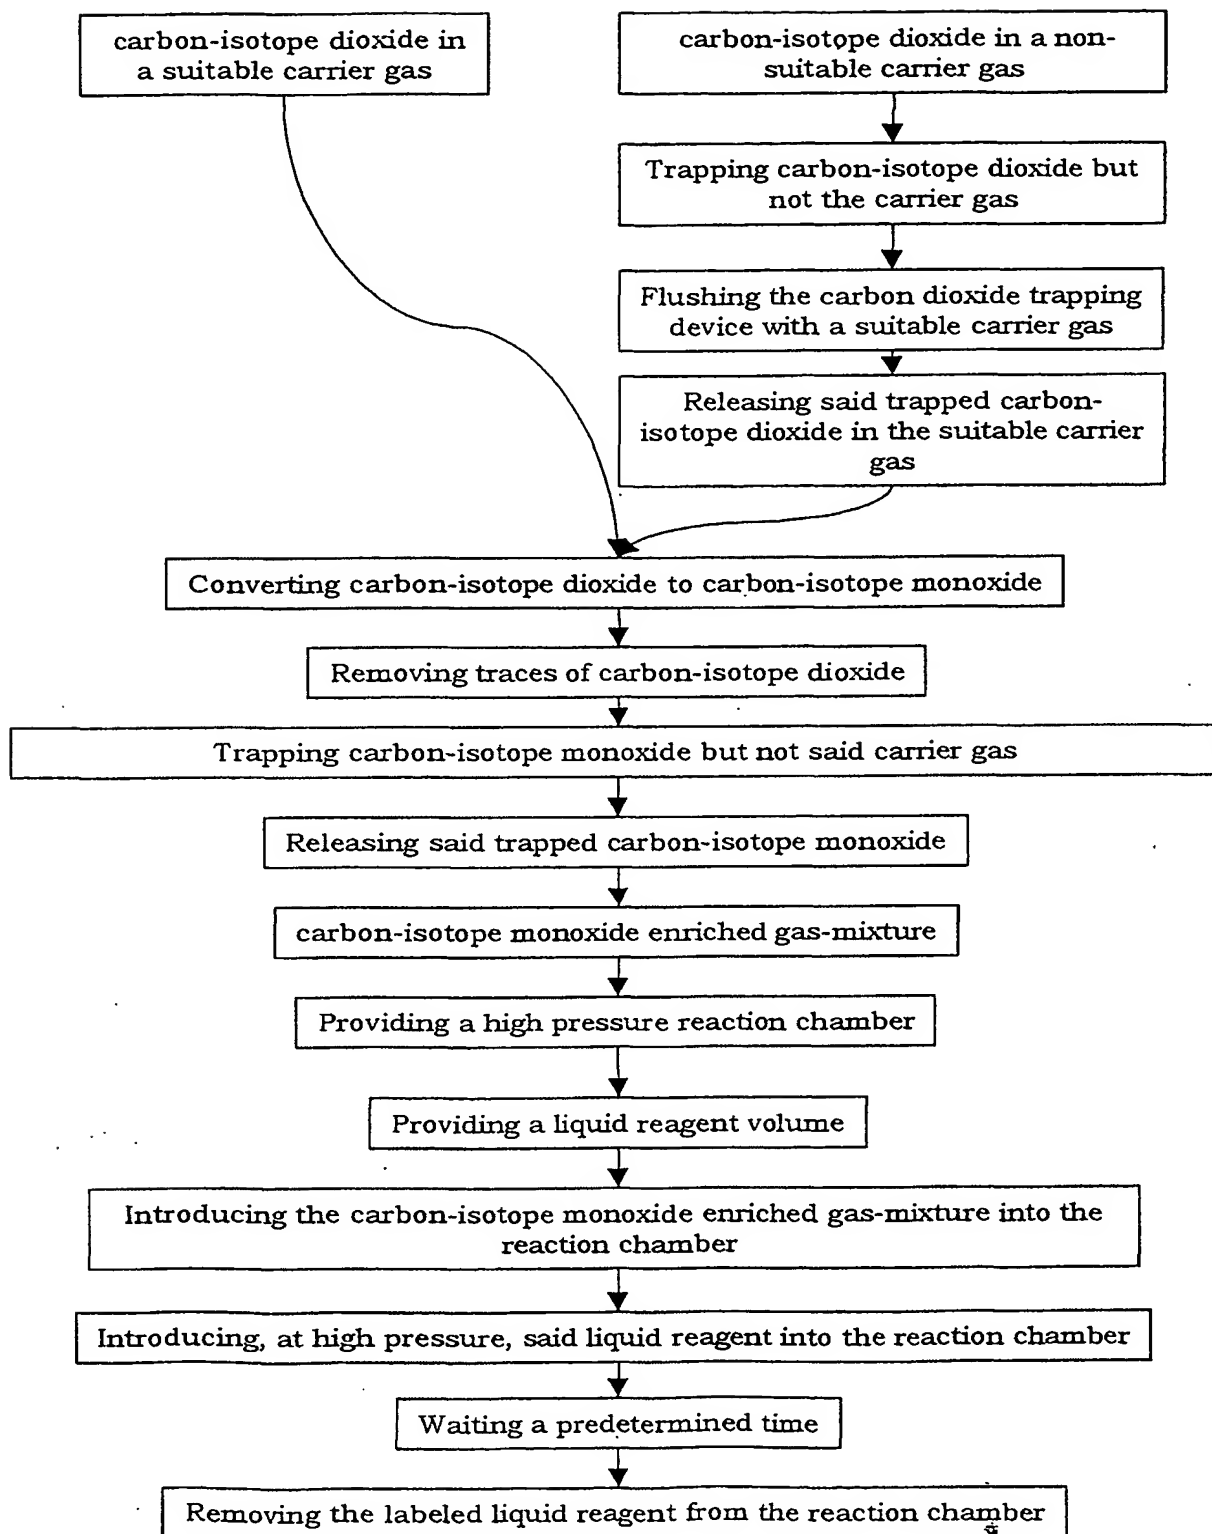 carbon-isotope dioxide in
a suitable carrier gas
carbon-isotope dioxide in a non-
suitable carrier gas
Trapping carbon-isotope dioxide but
not the carrier gas
Flushing the carbon dioxide trapping
device with a suitable carrier gas
Releasing said trapped carbon-
isotope dioxide in the suitable carrier
gas
Converting carbon-isotope dioxide to carbon-isotope monoxide
Removing traces of carbon-isotope dioxide
Trapping carbon-isotope monoxide but not said carrier gas
Releasing said trapped carbon-isotope monoxide
carbon-isotope monoxide enriched gas-mixture
Providing a high pressure reaction chamber
Providing a liquid reagent volume
Introducing the carbon-isotope monoxide enriched gas-mixture into the
reaction chamber
Introducing, at high pressure, said liquid reagent into the reaction chamber
Waiting a predetermined time
Removing the labeled liquid reagent from the reaction chamber